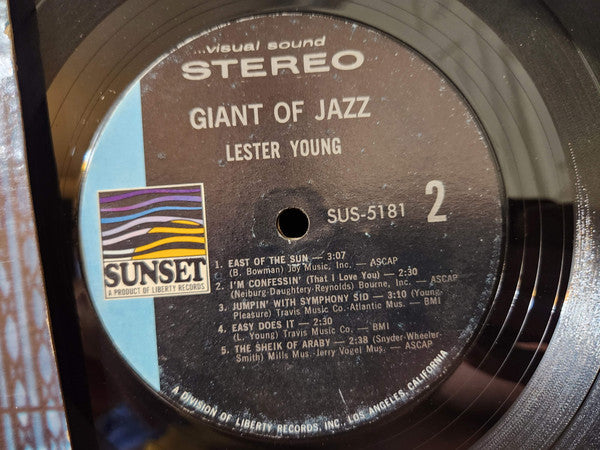 ...visual sound
STEREO
GIANT OF JAZZ
LESTER YOUNG
SUS-5181 2
SUNSET
A PRODUCT OF LIBERTY RECORDS
1. EAST OF THE SUN — 3:07
(B. Bowman) Joy Music, Inc. — ASCAP
2. I'M CONFESSIN' (That I Love You) — 2:30
(Neiburg-Daughtery-Reynolds) Bourne, Inc. — ASCAP
3. JUMPIN' WITH SYMPHONY SID — 3:10 (Young-
Pleasure) Travis Music Co.-Atlantic Mus. — BMI
4. EASY DOES IT — 2:30
(L. Young) Travis Music Co. — BMI
5. THE SHEIK OF ARABY — 2:38 (Snyder-Wheeler-
Smith) Mills Mus.-Jerry Vogel Mus. — ASCAP
A DIVISION OF LIBERTY RECORDS, INC., LOS ANGELES, CALIFORNIA